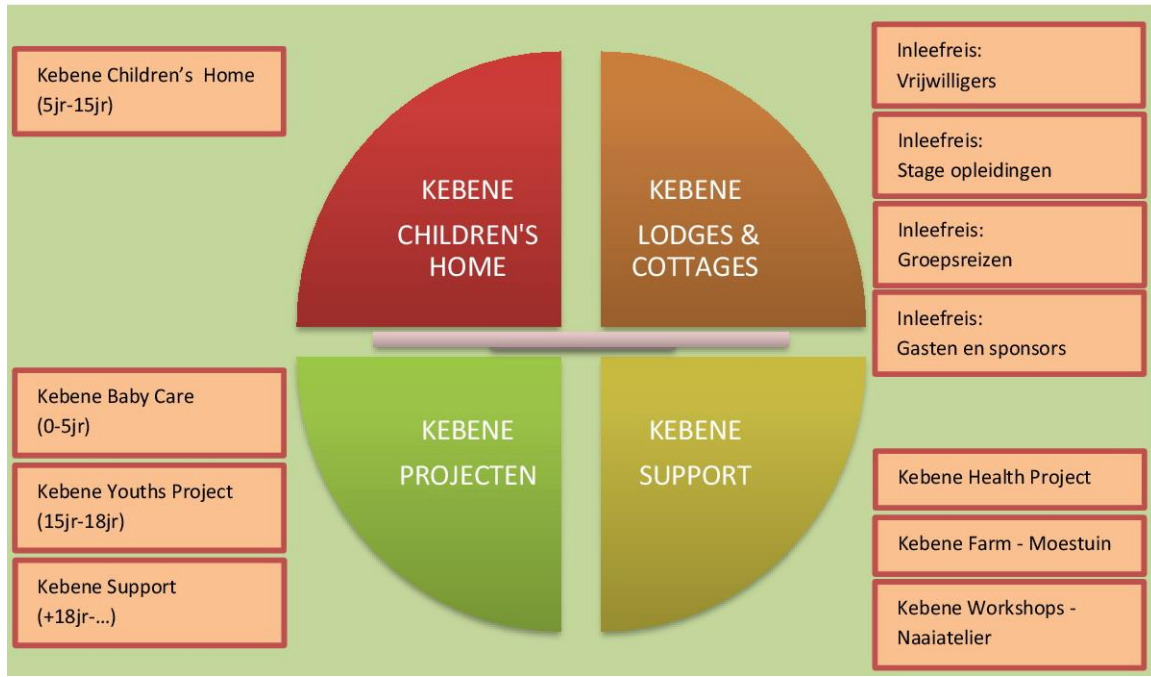 Kebene Children’s Home
(5jr-15jr)
KEBENE
CHILDREN'S
HOME
KEBENE
LODGES &
COTTAGES
Inleefreis:
Vrijwilligers
Inleefreis:
Stage opleidingen
Inleefreis:
Groepsreizen
Inleefreis:
Gasten en sponsors
Kebene Baby Care
(0-5jr)
Kebene Youths Project
(15jr-18jr)
Kebene Support
(+18jr-...)
KEBENE
PROJECTEN
KEBENE
SUPPORT
Kebene Health Project
Kebene Farm - Moestuin
Kebene Workshops -
Naaiatelier